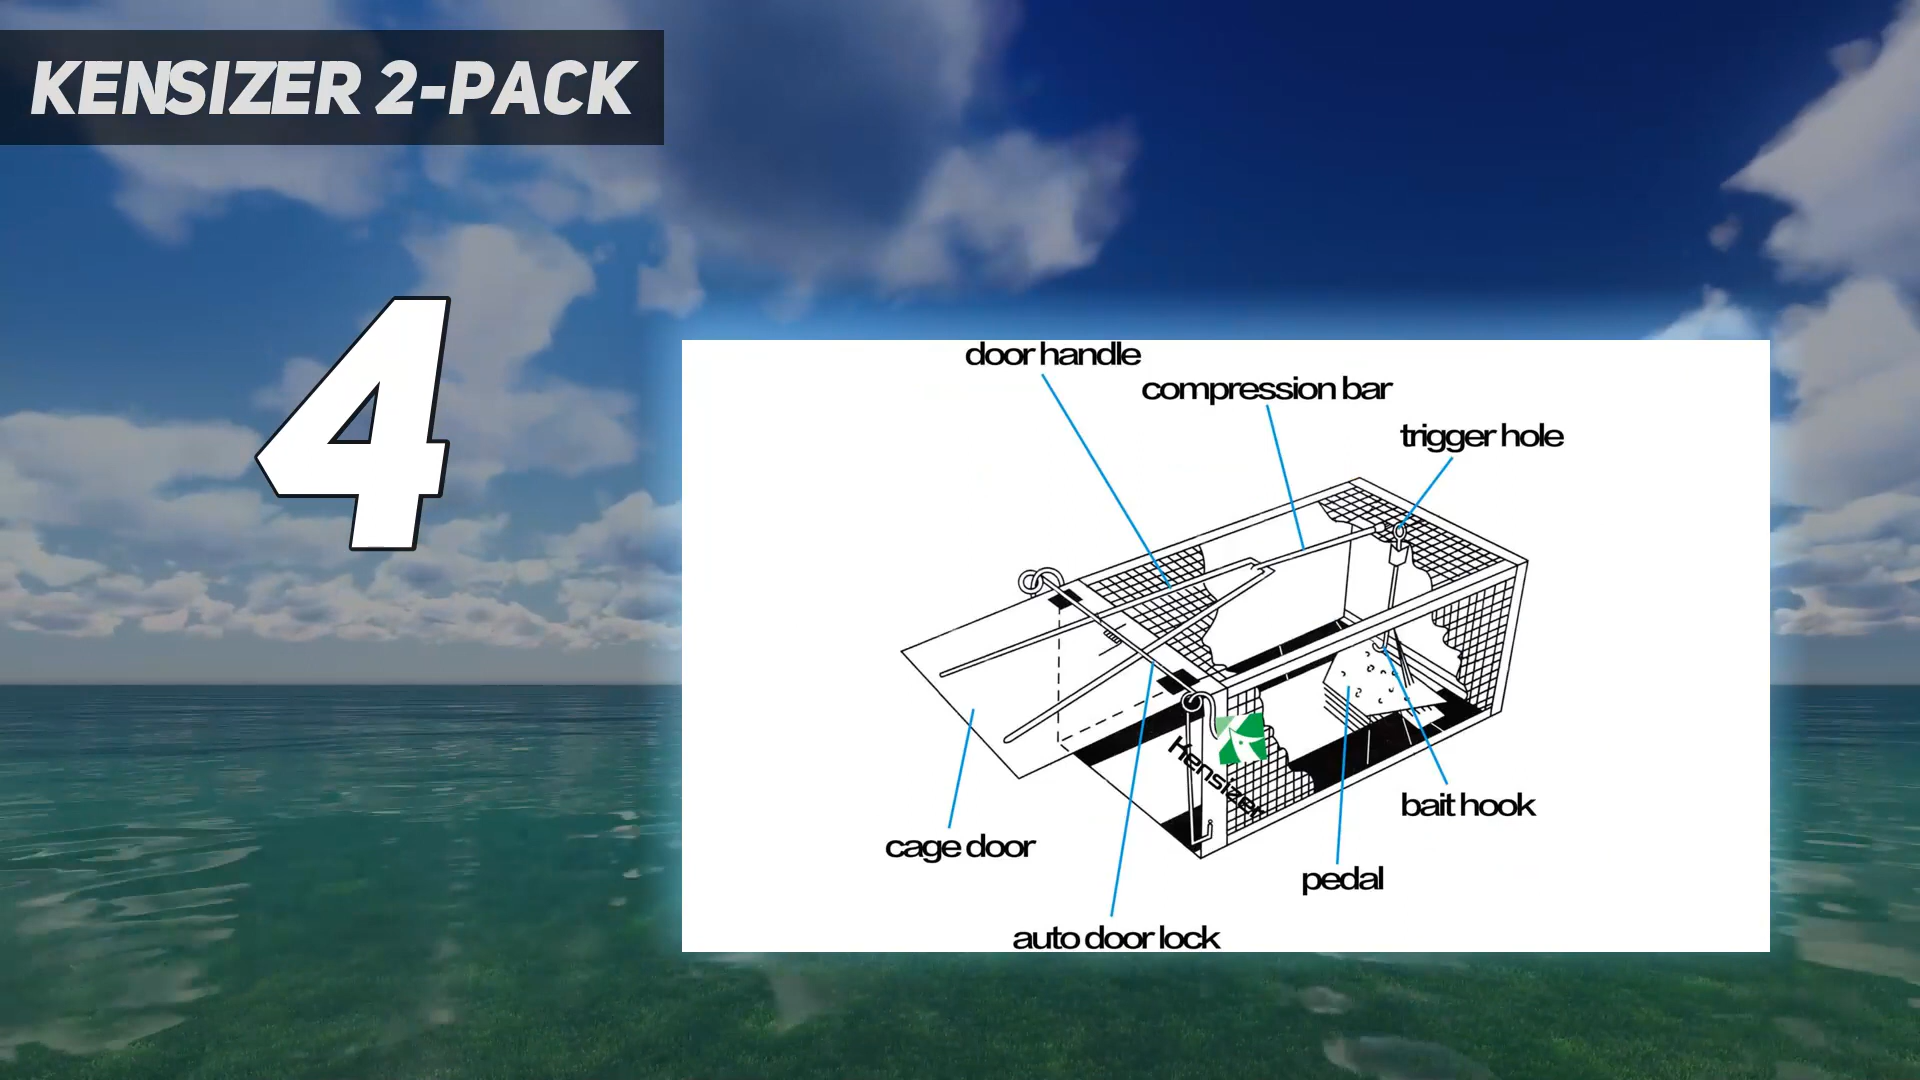 KENSIZER 2-PACK
4
door handle
compression bar
trigger hole
Kensizer
bait hook
cage door
pedal
auto door lock